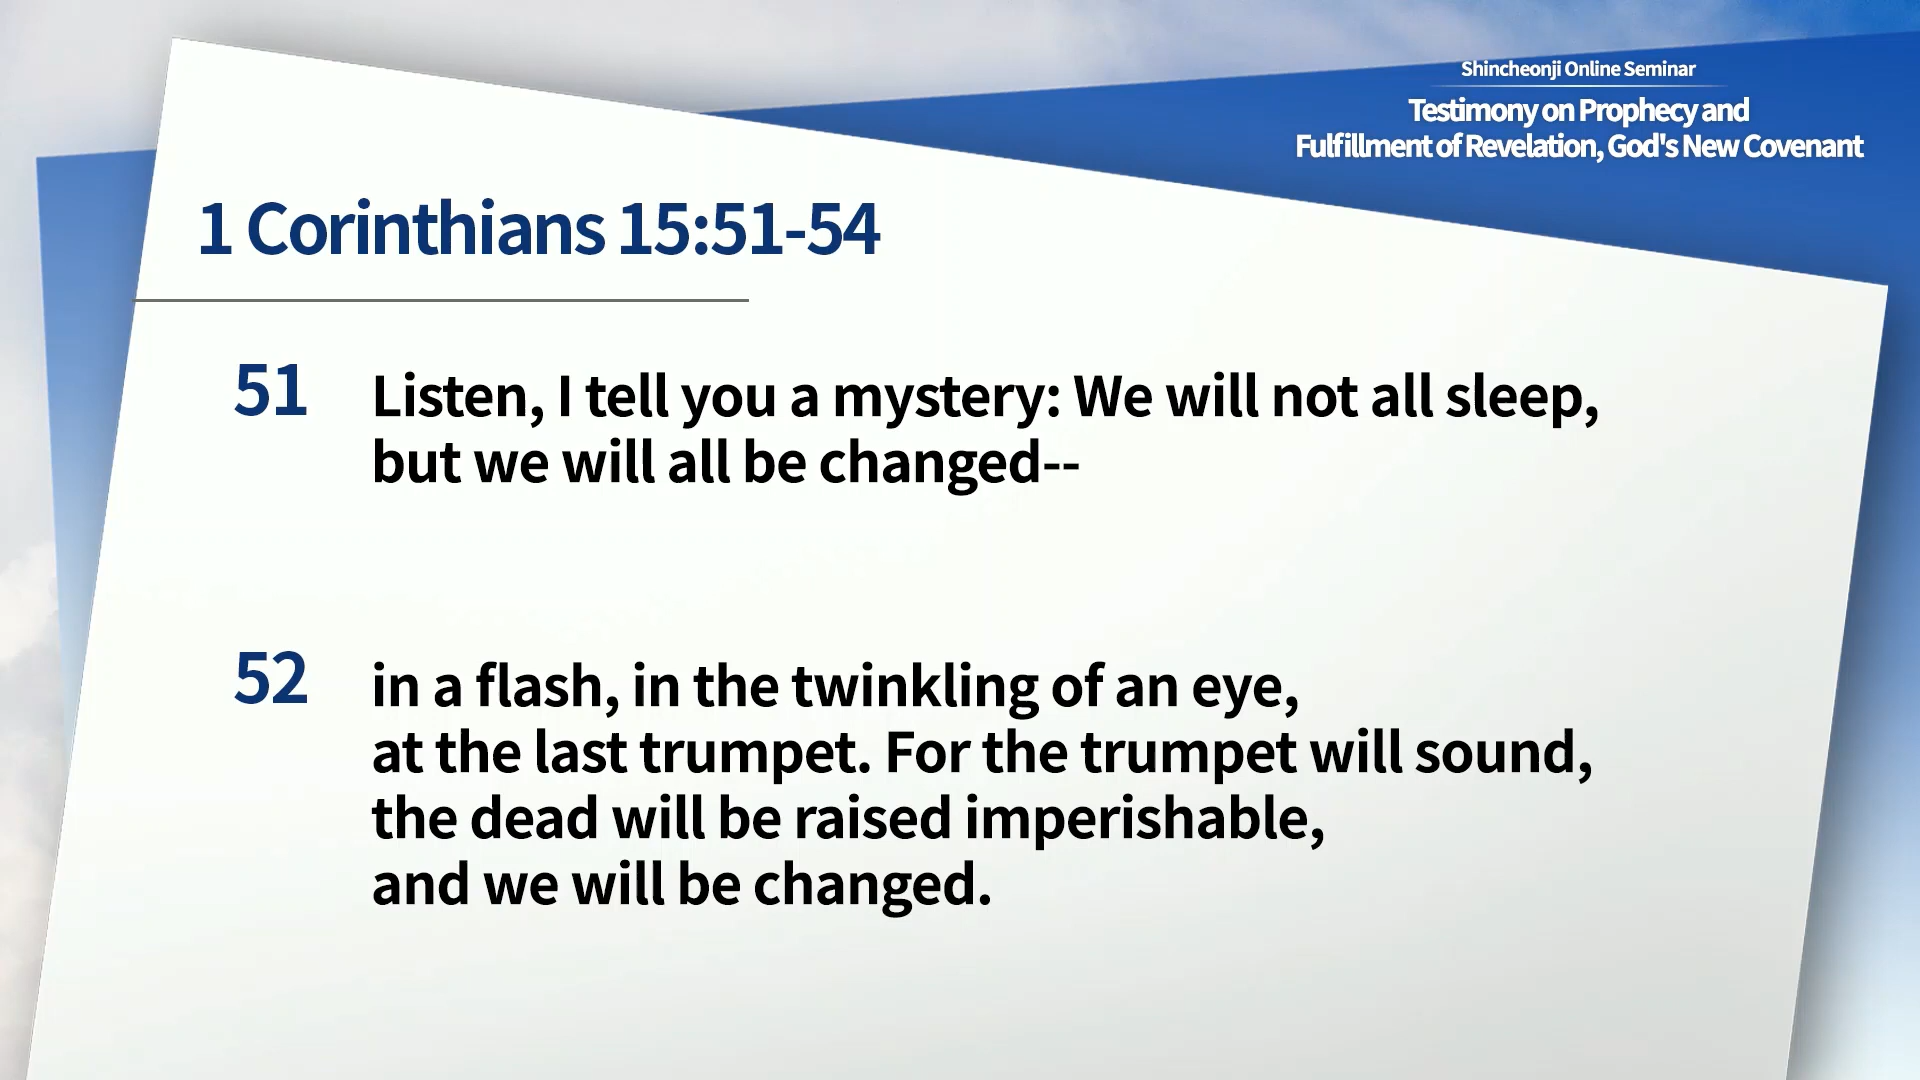 Shincheonji Online Seminar
Testimony on Prophecy and
Fulfillment of Revelation, God's New Covenant
1 Corinthians 15:51-54
51 Listen, I tell you a mystery: We will not all sleep,
but we will all be changed--
52 in a flash, in the twinkling of an eye,
at the last trumpet. For the trumpet will sound,
the dead will be raised imperishable,
and we will be changed.